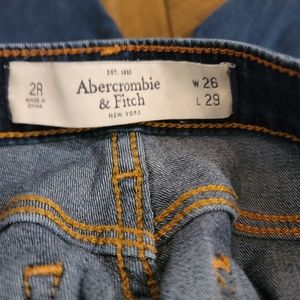 EST. 1892
2R
MADE IN
CHINA
Abercrombie
& Fitch
NEW YORK
W 26
L 29